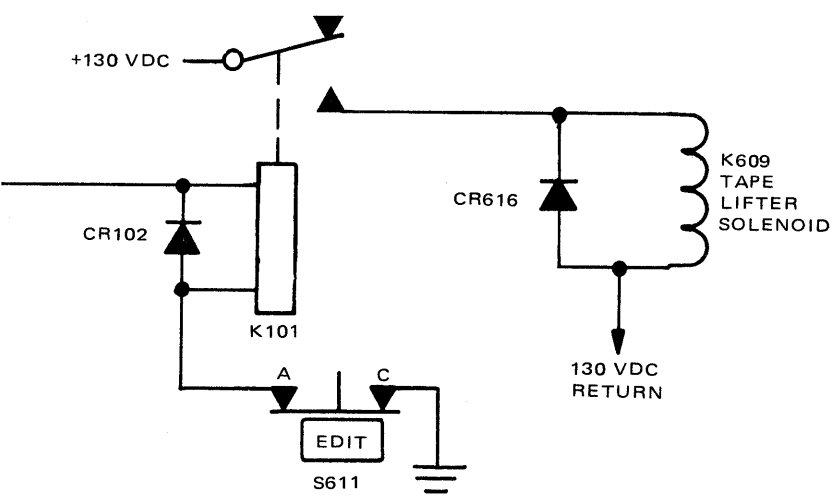 +130 VDC
K609
TAPE
LIFTER
SOLENOID
CR616
CR102
K101
130 VDC
RETURN
A
C
EDIT
S611